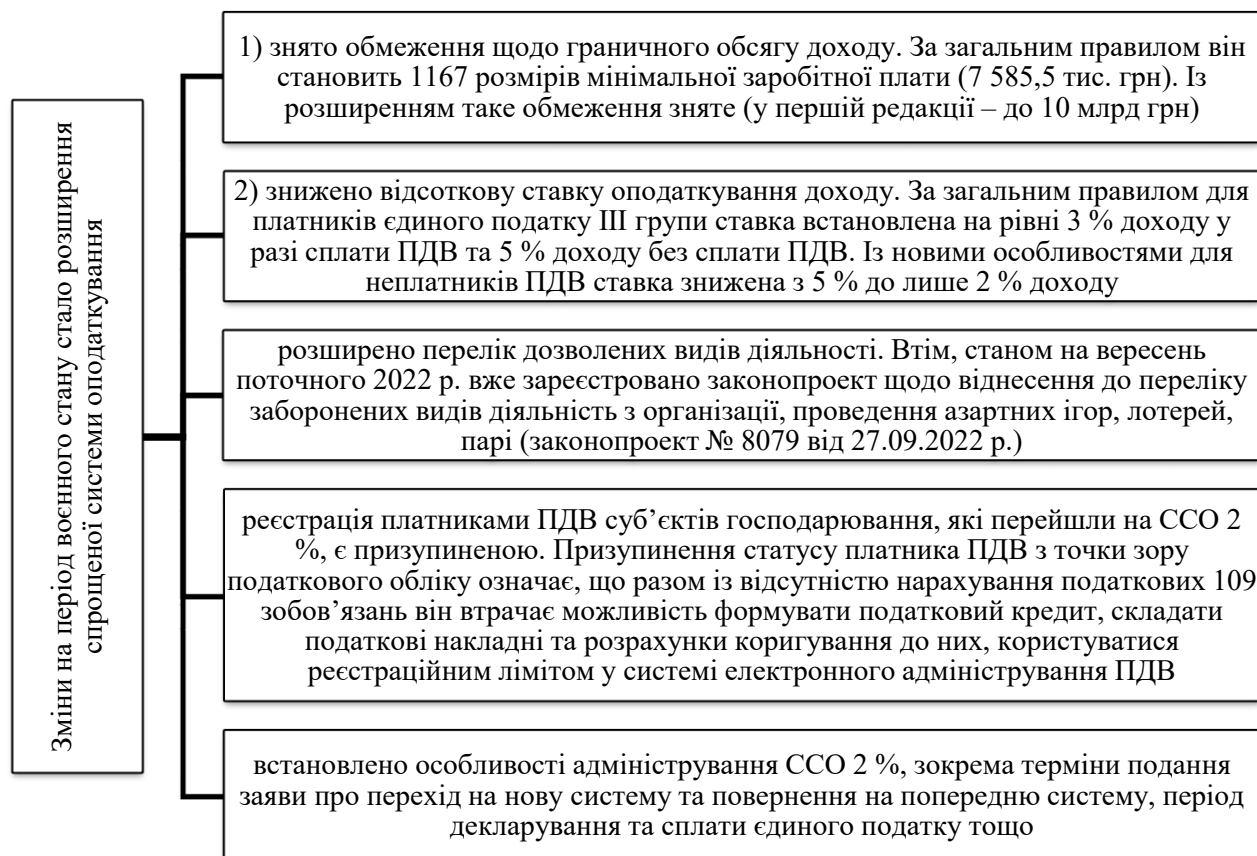 Зміни на період воєнного стану стало розширення
спрощеної системи оподаткування
1) знято обмеження щодо граничного обсягу доходу. За загальним правилом він
становить 1167 розмірів мінімальної заробітної плати (7 585,5 тис. грн). Із
розширенням таке обмеження зняте (у першій редакції – до 10 млрд грн)
2) знижено відсоткову ставку оподаткування доходу. За загальним правилом для
платників єдиного податку III групи ставка встановлена на рівні 3 % доходу у
разі сплати ПДВ та 5 % доходу без сплати ПДВ. Із новими особливостями для
неплатників ПДВ ставка знижена з 5 % до лише 2 % доходу
розширено перелік дозволених видів діяльності. Втім, станом на вересень
поточного 2022 р. вже зареєстровано законопроект щодо віднесення до переліку
заборонених видів діяльність з організації, проведення азартних ігор, лотерей,
парі (законопроект № 8079 від 27.09.2022 р.)
реєстрація платниками ПДВ суб’єктів господарювання, які перейшли на ССО 2
%, є призупиненою. Призупинення статусу платника ПДВ з точки зору
податкового обліку означає, що разом із відсутністю нарахування податкових 109
зобов’язань він втрачає можливість формувати податковий кредит, складати
податкові накладні та розрахунки коригування до них, користуватися
реєстраційним лімітом у системі електронного адміністрування ПДВ
встановлено особливості адміністрування ССО 2 %, зокрема терміни подання
заяви про перехід на нову систему та повернення на попередню систему, період
декларування та сплати єдиного податку тощо